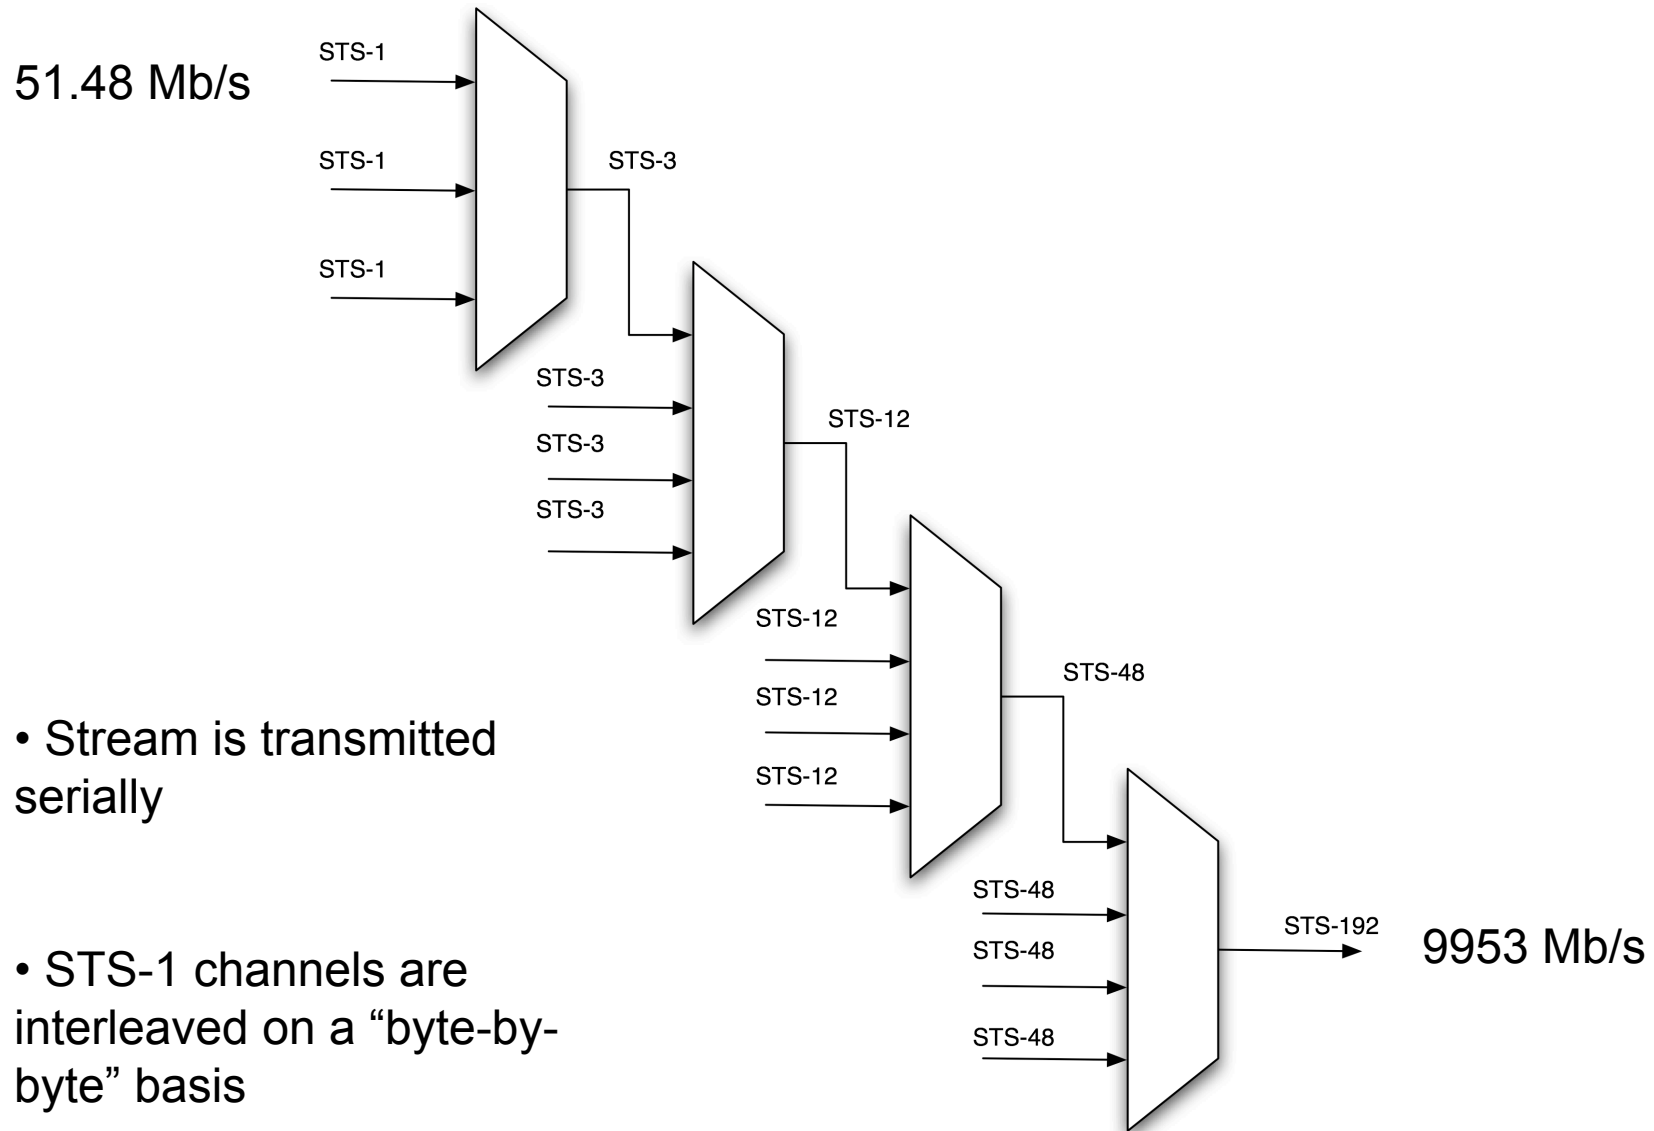 STS-1
51.48 Mb/s
STS-1
STS-3
STS-1
STS-3
STS-12
STS-3
STS-3
STS-12
STS-48
STS-12
• Stream is transmitted
serially
STS-12
STS-48
STS-192
9953 Mb/s
STS-48
• STS-1 channels are
interleaved on a “byte-by-
byte” basis
STS-48